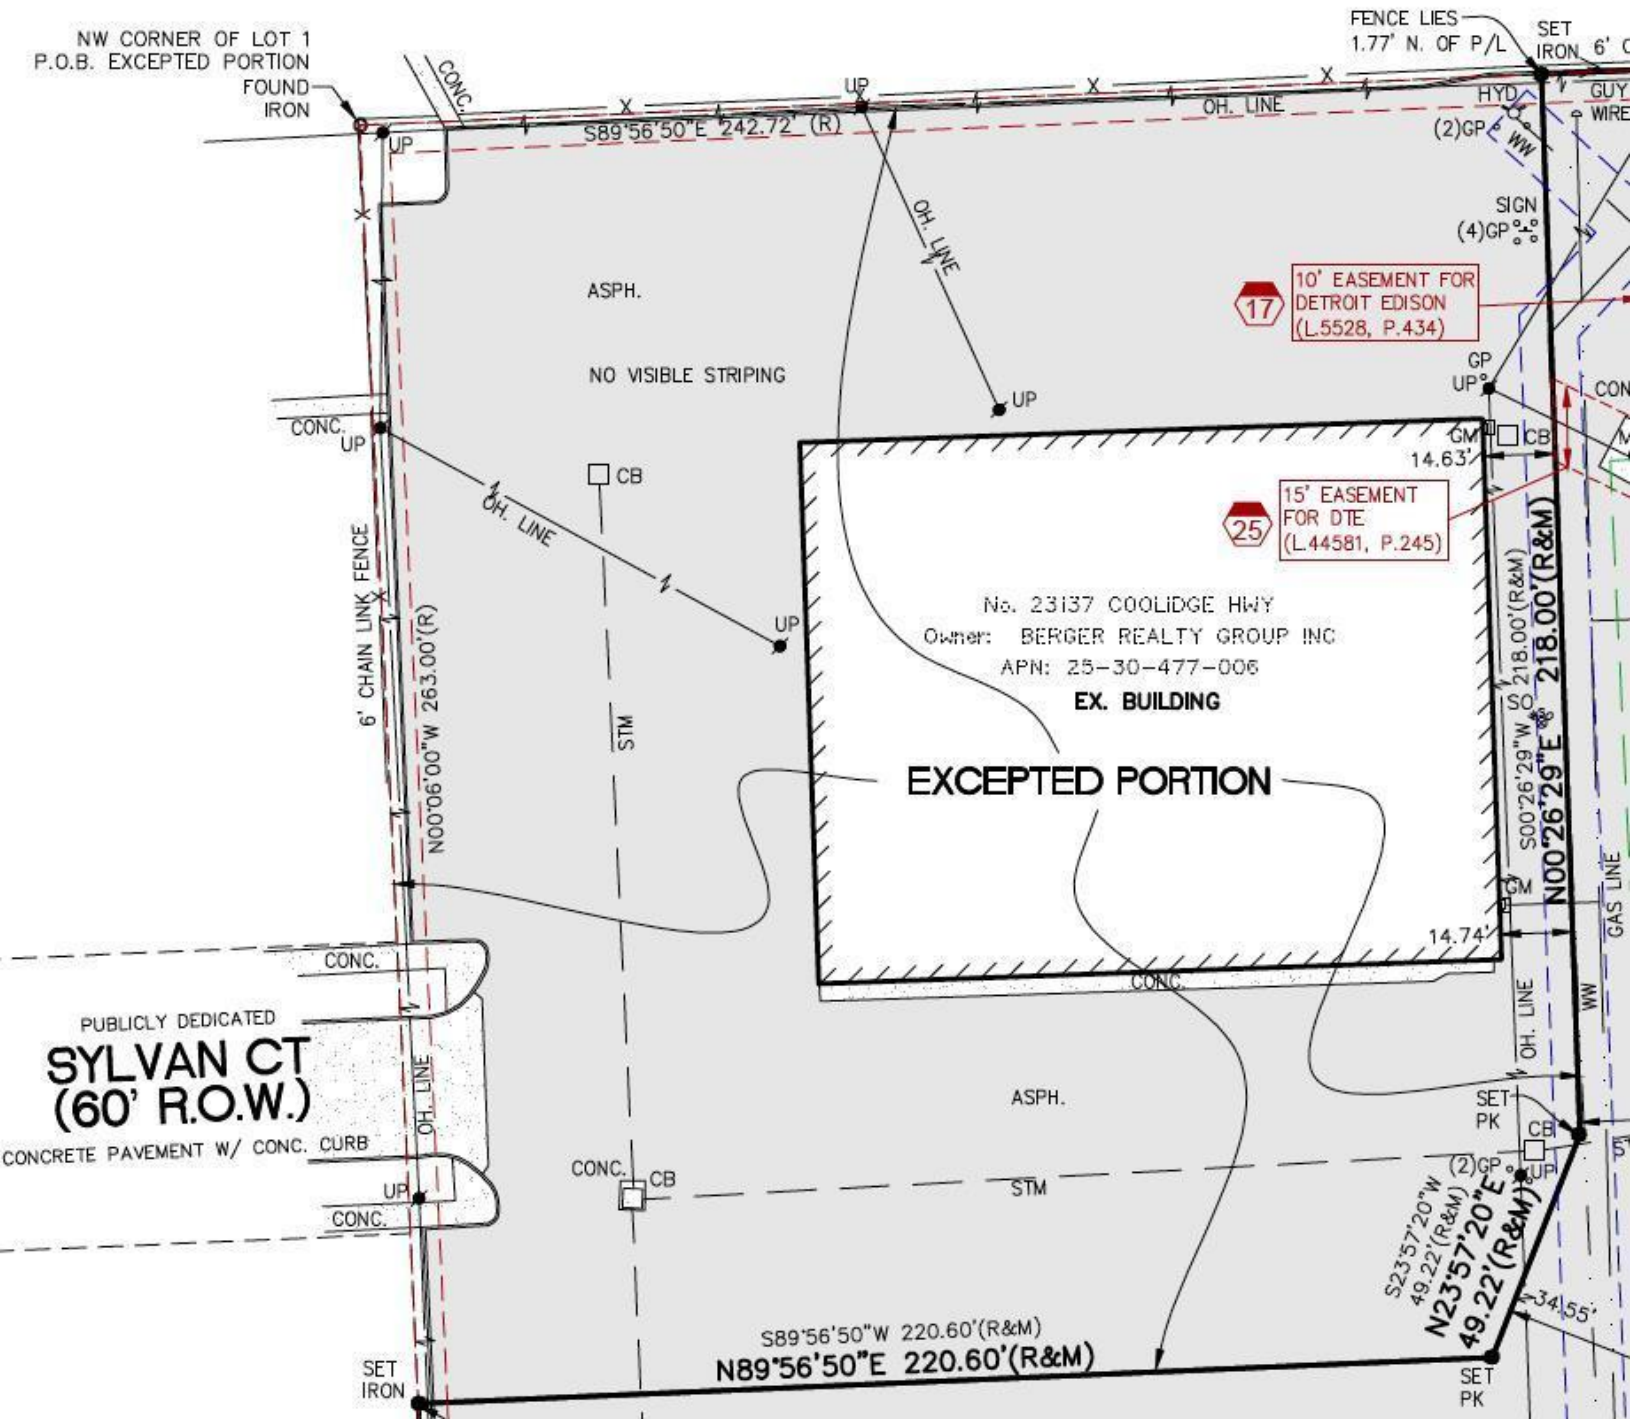 NW CORNER OF LOT 1
P.O.B. EXCEPTED PORTION
FOUND
IRON
CONC.
UP
UP
S89°56'50"E 242.72' (R)
X
X
X
OH. LINE
FENCE LIES
1.77' N. OF P/L
SET
IRON
6' C
HYD
GUY
WIRE
(2)GP
WW
SIGN
(4)GP
X
OH. LINE
ASPH.
NO VISIBLE STRIPING
17
10' EASEMENT FOR
DETROIT EDISON
(L.5528, P.434)
GP
UP
UP
CON
CONC.
UP
CB
OH. LINE
GM
CB
M
14.63'
25
15' EASEMENT
FOR DTE
(L.44581, P.245)
6' CHAIN LINK FENCE
X
N00°06'00"W 263.00'(R)
UP
STM
No. 23137 COOLIDGE HWY
Owner: BERGER REALTY GROUP INC
APN: 25-30-477-006
EX. BUILDING
EXCEPTED PORTION
SO
S00°26'29"W 218.00'(R&M)
N00°26'29"E 218.00'(R&M)
GM
GAS LINE
14.74'
CONC.
CONC.
PUBLICLY DEDICATED
SYLVAN CT
(60' R.O.W.)
CONCRETE PAVEMENT W/ CONC. CURB
OH. LINE
OH. LINE
WW
ASPH.
SET
PK
CB
CONC.
CB
STM
(2)GP
UP
UP
CONC.
S23°57'20"W
49.22'(R&M)
N23°57'20"E
49.22'(R&M)
34.55'
S89°56'50"W 220.60'(R&M)
N89°56'50"E 220.60'(R&M)
SET
IRON
SET
PK